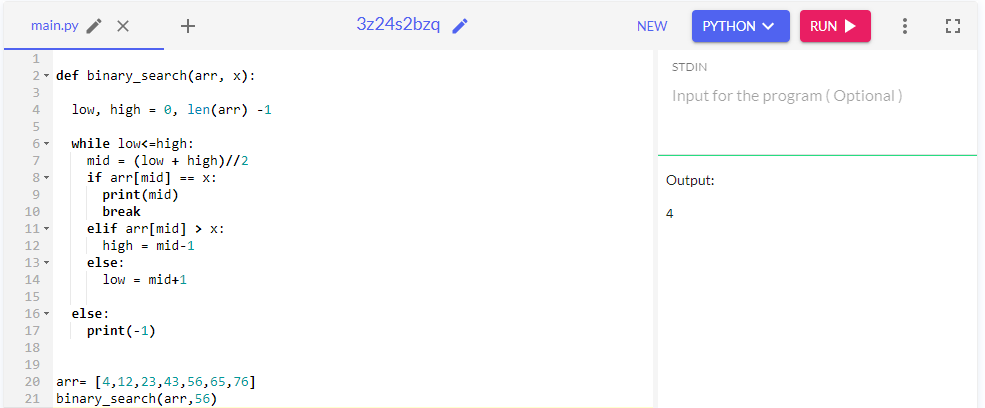 main.py
3z24s2bzq
NEW
PYTHON
RUN
1
2 def binary_search(arr, x):
3
4 low, high = 0, len(arr) -1
5
6 while low<=high:
7 mid = (low + high)//2
8 if arr[mid] == x:
9 print(mid)
10 break
11 elif arr[mid] > x:
12 high = mid-1
13 else:
14 low = mid+1
15
16 else:
17 print(-1)
18
19
20 arr= [4,12,23,43,56,65,76]
21 binary_search(arr,56)
STDIN
Input for the program ( Optional )
Output:
4